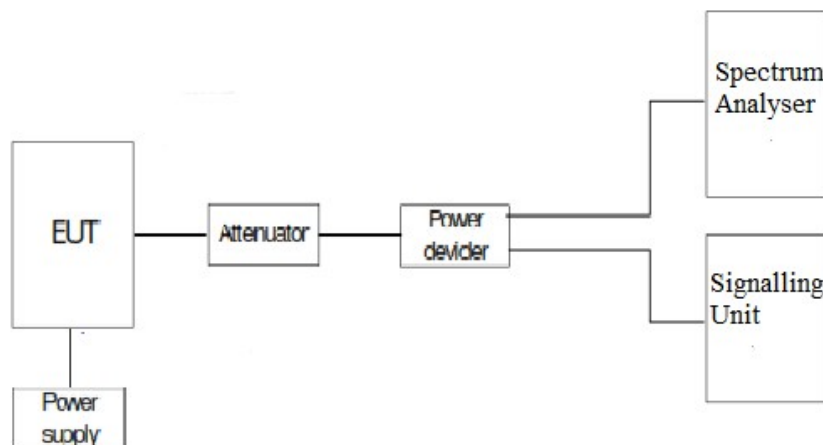 Spectrum
Analyser
EUT
Attenuator
Power
devider
Signalling
Unit
Power
supply